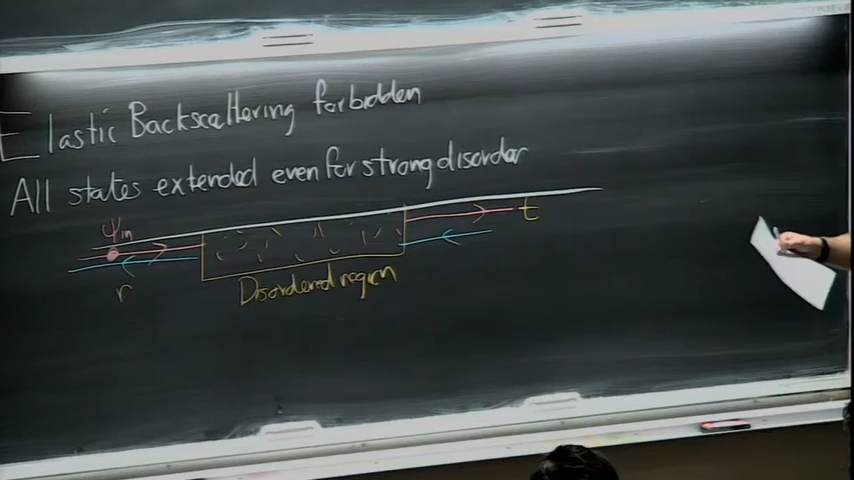 Elastic Backscattering forbidden
All states extended even for strong disorder
ψin
t
r
Disordered region